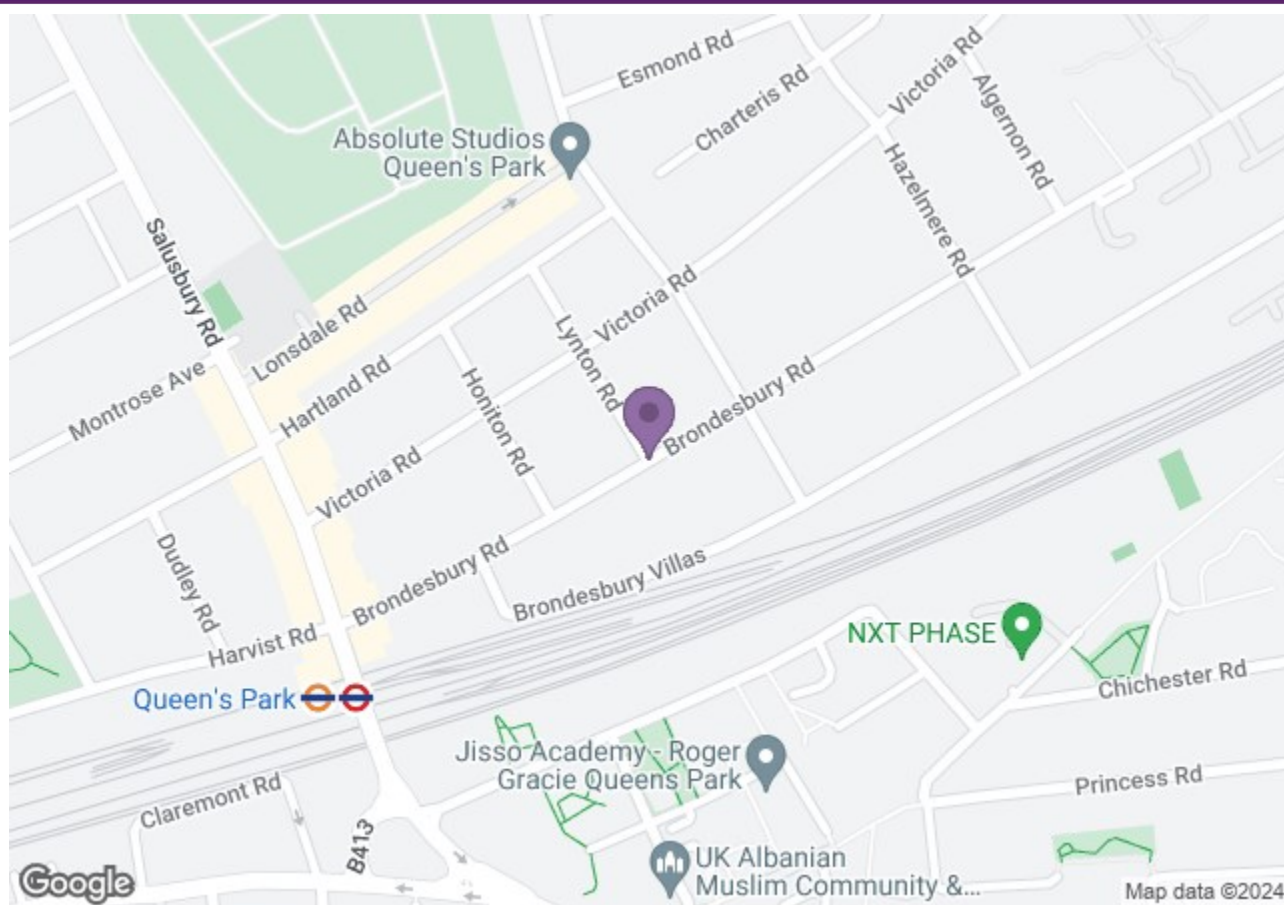 Esmond Rd
Charteris Rd
Victoria Rd
Algernon Rd
Absolute Studios
Queen's Park
Hazelmere Rd
Salusbury Rd
Lonsdale Rd
Victoria Rd
Lynton Rd
Montrose Ave
Hartland Rd
Honiton Rd
Brondesbury Rd
Victoria Rd
Dudley Rd
Brondesbury Rd
Brondesbury Villas
Harvist Rd
NXT PHASE
Queen's Park
Chichester Rd
Jisso Academy - Roger
Gracie Queens Park
Princess Rd
Claremont Rd
B413
UK Albanian
Muslim Community &...
Google
Map data ©2024